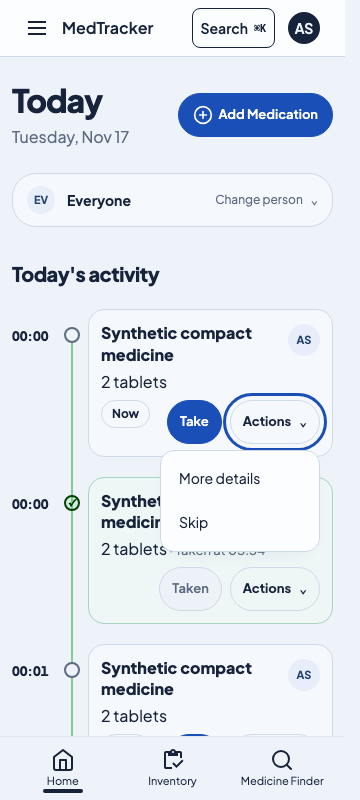 MedTracker
Search ⌘K
AS
Today
Tuesday, Nov 17
Add Medication
EV
Everyone
Change person
Today's activity
00:00
Synthetic compact
medicine
AS
2 tablets
Now
Take
Actions
More details
Skip
00:00
2 tablets
Taken
Actions
00:01
Synthetic compact
medicine
AS
2 tablets
Home
Inventory
Medicine Finder